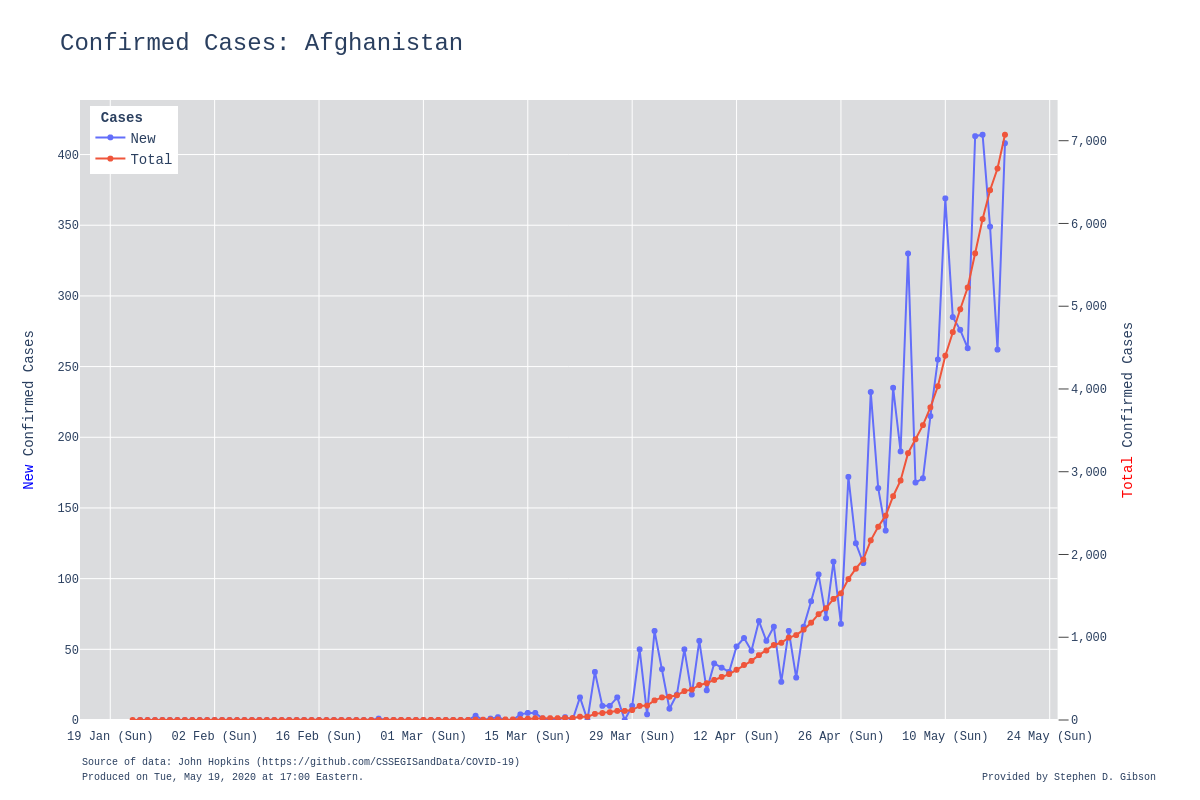 Confirmed Cases: Afghanistan
Cases
New
Total
400
350
300
250
200
150
100
50
0
7,000
6,000
5,000
4,000
3,000
2,000
1,000
0
New Confirmed Cases
Total Confirmed Cases
19 Jan (Sun) 02 Feb (Sun) 16 Feb (Sun) 01 Mar (Sun) 15 Mar (Sun) 29 Mar (Sun) 12 Apr (Sun) 26 Apr (Sun) 10 May (Sun) 24 May (Sun)
Source of data: John Hopkins (https://github.com/CSSEGISandData/COVID-19)
Produced on Tue, May 19, 2020 at 17:00 Eastern.
Provided by Stephen D. Gibson